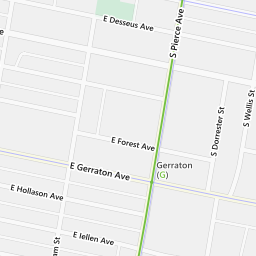 E Desseus Ave
S Pierce Ave
S Wellis St
S Dorrester St
E Forest Ave
Gerraton
(G)
E Gerraton Ave
E Hollason Ave
E Iellen Ave